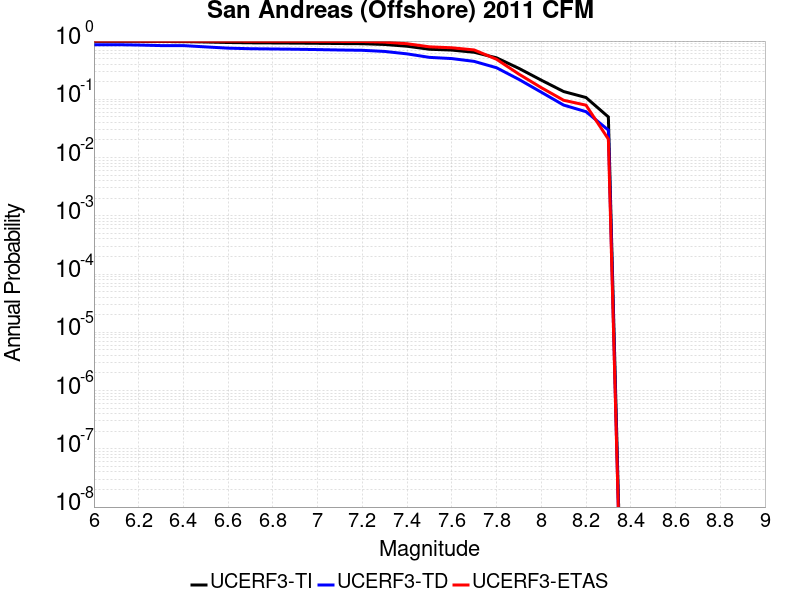 San Andreas (Offshore) 2011 CFM
10^0
10^-1
10^-2
10^-3
10^-4
10^-5
10^-6
10^-7
10^-8
Annual Probability
6 6.2 6.4 6.6 6.8 7 7.2 7.4 7.6 7.8 8 8.2 8.4 8.6 8.8 9
Magnitude
UCERF3-TI UCERF3-TD UCERF3-ETAS